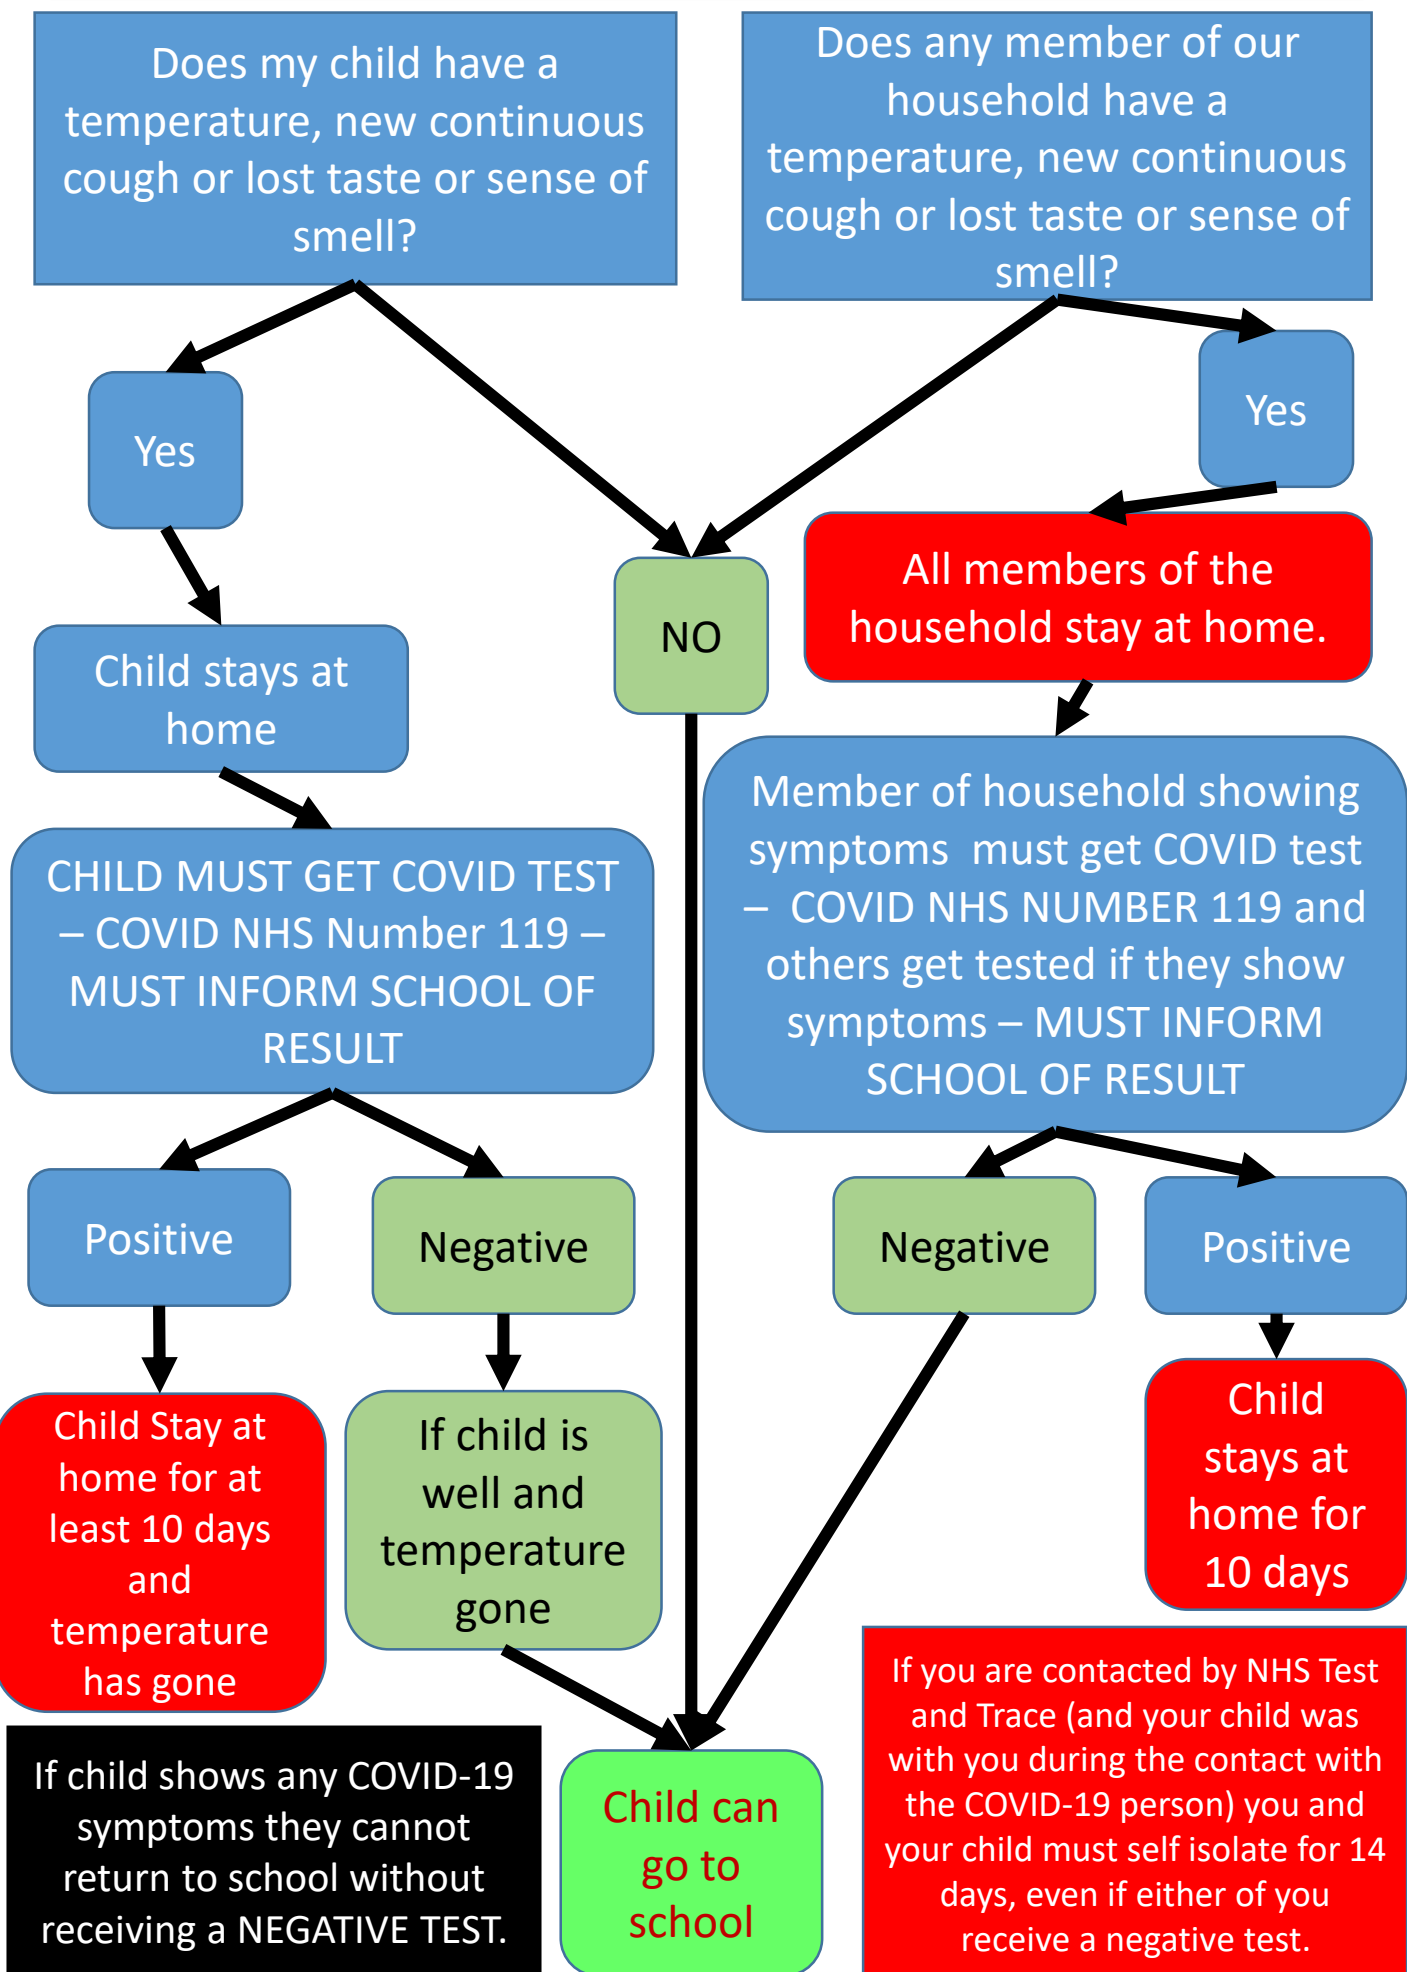 Does my child have a
temperature, new continuous
cough or lost taste or sense of
smell?
Does any member of our
household have a
temperature, new continuous
cough or lost taste or sense of
smell?
Yes
Yes
NO
All members of the
household stay at home.
Child stays at
home
Member of household showing
symptoms must get COVID test
– COVID NHS NUMBER 119 and
others get tested if they show
symptoms – MUST INFORM
SCHOOL OF RESULT
CHILD MUST GET COVID TEST
– COVID NHS Number 119 –
MUST INFORM SCHOOL OF
RESULT
Positive
Negative
Negative
Positive
Child Stay at
home for at
least 10 days
and
temperature
has gone
If child is
well and
temperature
gone
Child
stays at
home for
10 days
If child shows any COVID-19
symptoms they cannot
return to school without
receiving a NEGATIVE TEST.
Child can
go to
school
If you are contacted by NHS Test
and Trace (and your child was
with you during the contact with
the COVID-19 person) you and
your child must self isolate for 14
days, even if either of you
receive a negative test.